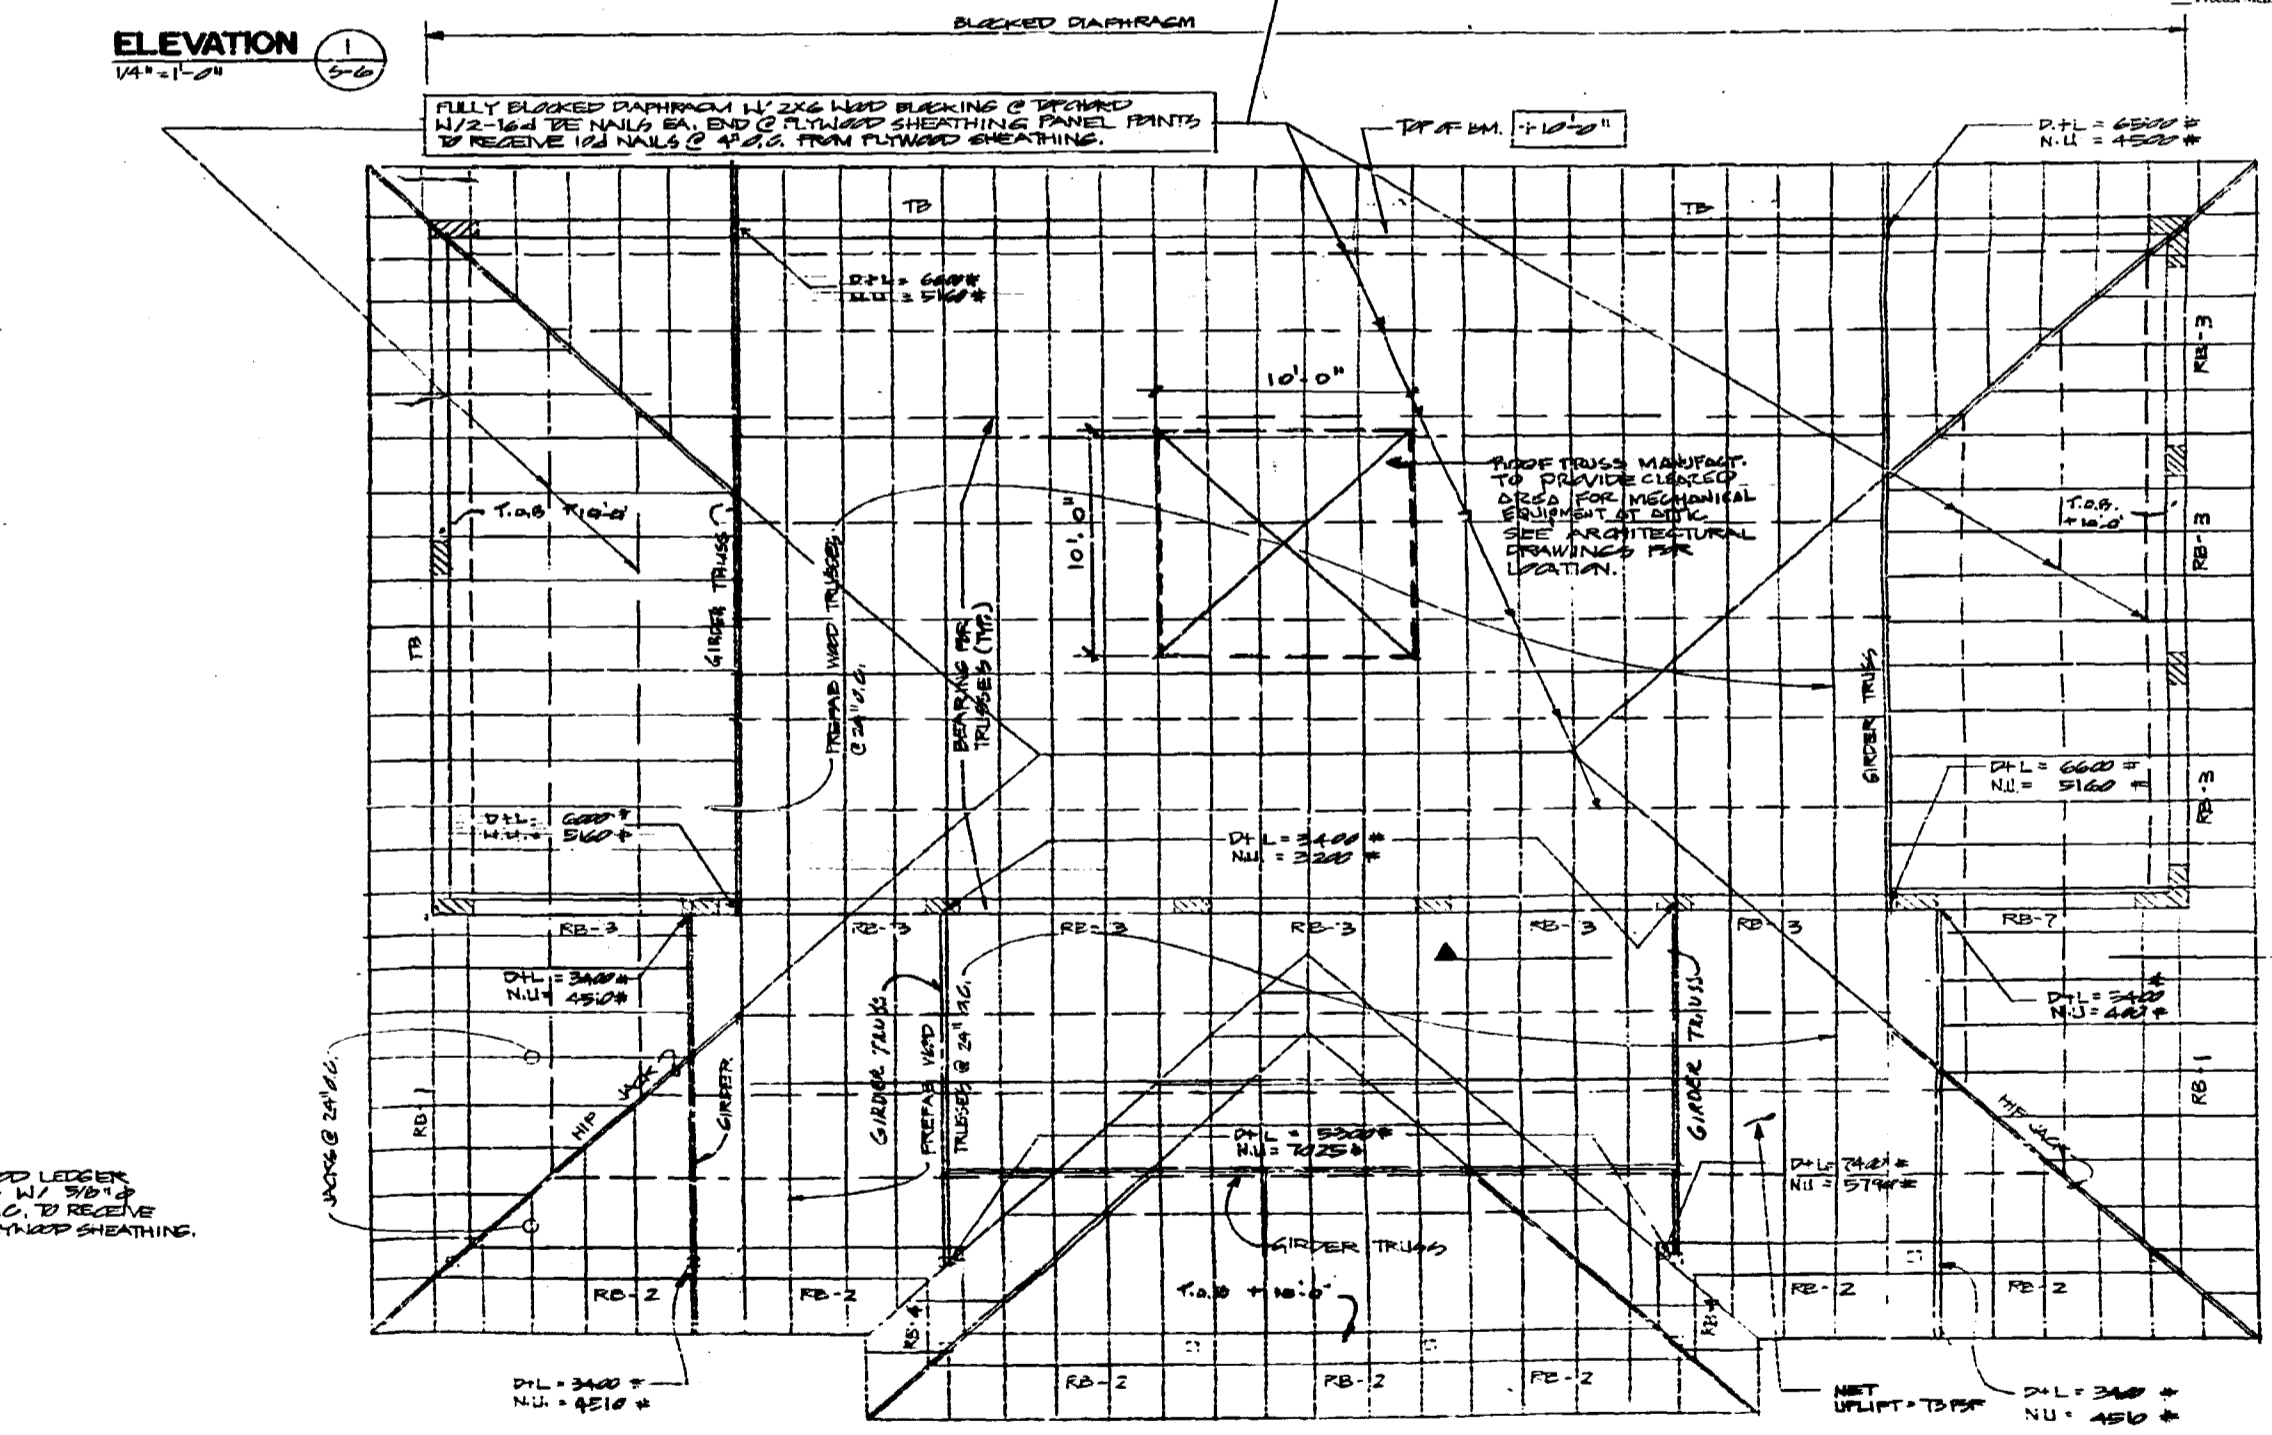 BLOCKED DIAPHRAGM
ELEVATION
1
S-6
1/4" = 1'-0"
FULLY BLOCKED DIAPHRAGM W/ 2X6 WOOD BLOCKING @ TOP CHORD
W/2-16d TOE NAILS EA. END @ PLYWOOD SHEATHING PANEL POINTS
TO RECEIVE 10d NAILS @ 4" O.C. FROM PLYWOOD SHEATHING.
TOP OF BM. +10'-0"
D.+L = 6500 #
N.U = 4500 #
TB
TB
D+L = 6600 #
N.U = 5160 #
RB-3
10'-0"
10'-0"
ROOF TRUSS MANUFACT.
TO PROVIDE CLEARED
AREA FOR MECHANICAL
EQUIPMENT AT ATTIC
SEE ARCHITECTURAL
DRAWINGS FOR
LOCATION.
T.O.B +10'-0"
T.O.B.
+10'-0"
RB-3
TB
GIRDER TRUSS
PREFAB WOOD TRUSSES
@ 24" O.C.
BEARING FOR
TRUSSES (TYP.)
GIRDER TRUSS
D+L = 6600 #
N.U. = 5160 #
RB-3
D+L = 6000 #
N.U. = 5160 #
D+L = 3400 #
N.U. = 3200 #
RB-3
RB-3
RB-3
RB-3
RB-3
RB-3
RB-7
D+L = 3400 #
N.U = 4510 #
D+L = 3400 #
N.U =
JACKS @ 24" O.C.
RB-1
HIP JACK
GIRDER
GIRDER TRUSS
PREFAB WOOD
TRUSSES @ 24" O.C.
GIRDER TRUSS
HIP JACK
RB-1
D+L = 5300 #
N.U = 7025 #
D+L =
N.U =
OD LEDGER
W/ 5/8" Ø
.C. TO RECEIVE
LYWOOD SHEATHING.
GIRDER TRUSS
T.O.B + 10'-0"
RB-2
RB-2
RB-4
RB-4
RB-2
RB-2
RB-2
RB-2
RB-2
D+L = 3400 #
N.U. = 4510 #
NET
UPLIFT = 73 PSF
D+L = 3400 #
N.U = 4510 #